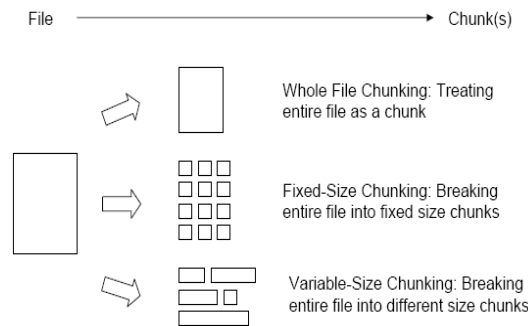 File
Chunk(s)
Whole File Chunking: Treating
entire file as a chunk
Fixed-Size Chunking: Breaking
entire file into fixed size chunks
Variable-Size Chunking: Breaking
entire file into different size chunks